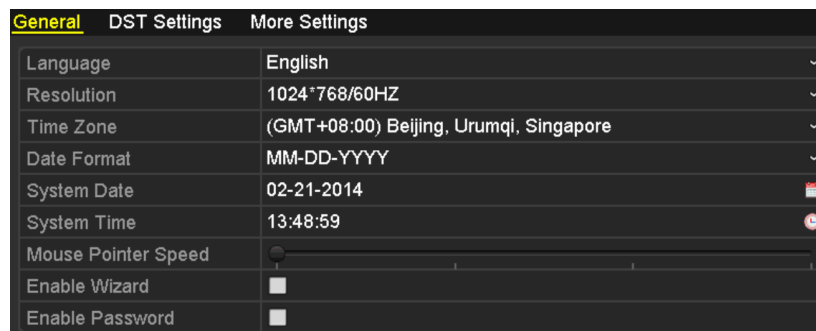 General DST Settings More Settings
Language English
Resolution 1024*768/60HZ
Time Zone (GMT+08:00) Beijing, Urumqi, Singapore
Date Format MM-DD-YYYY
System Date 02-21-2014
System Time 13:48:59
Mouse Pointer Speed
Enable Wizard
Enable Password